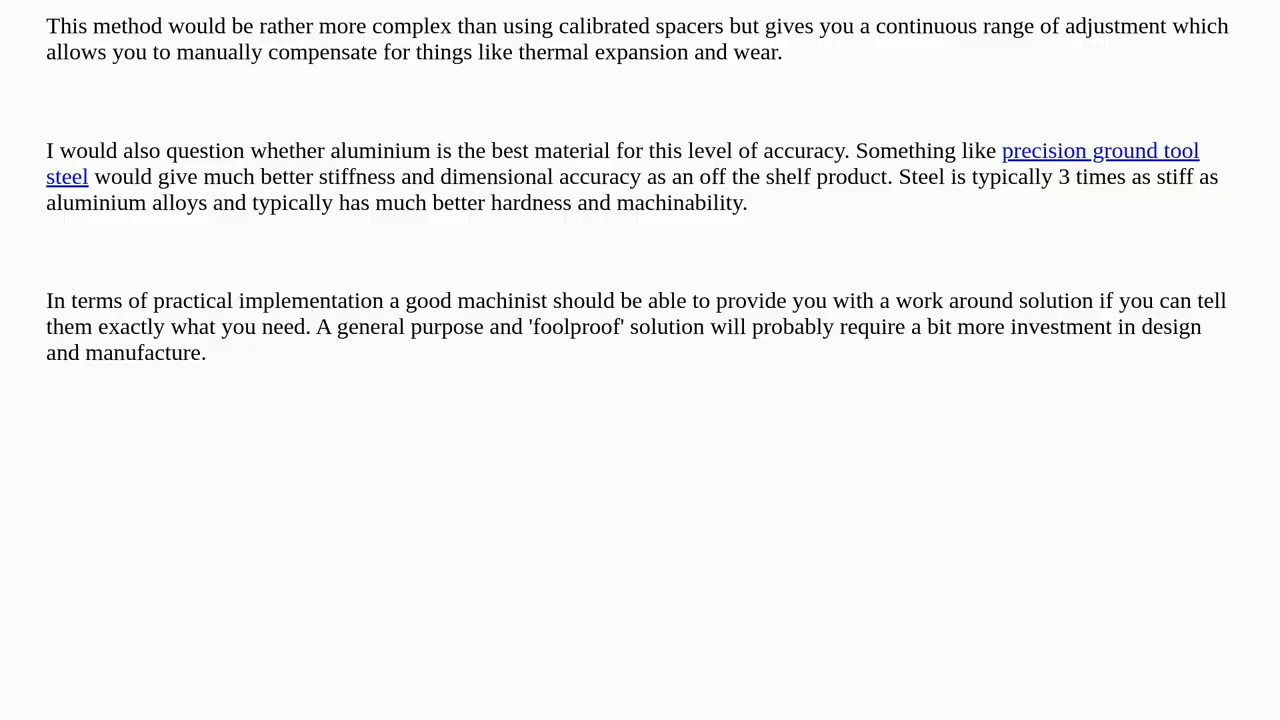 This method would be rather more complex than using calibrated spacers but gives you a continuous range of adjustment which
allows you to manually compensate for things like thermal expansion and wear.
I would also question whether aluminium is the best material for this level of accuracy. Something like precision ground tool
steel would give much better stiffness and dimensional accuracy as an off the shelf product. Steel is typically 3 times as stiff as
aluminium alloys and typically has much better hardness and machinability.
In terms of practical implementation a good machinist should be able to provide you with a work around solution if you can tell
them exactly what you need. A general purpose and 'foolproof' solution will probably require a bit more investment in design
and manufacture.